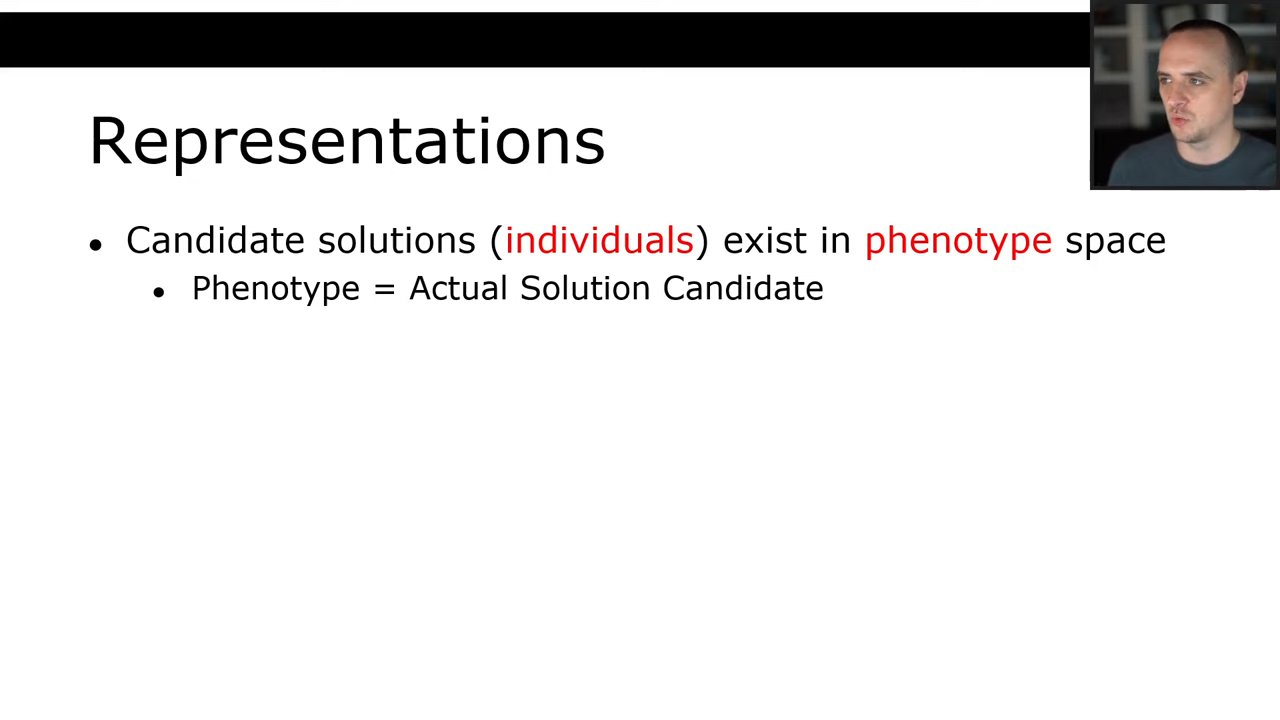 Representations
• Candidate solutions (individuals) exist in phenotype space
• Phenotype = Actual Solution Candidate